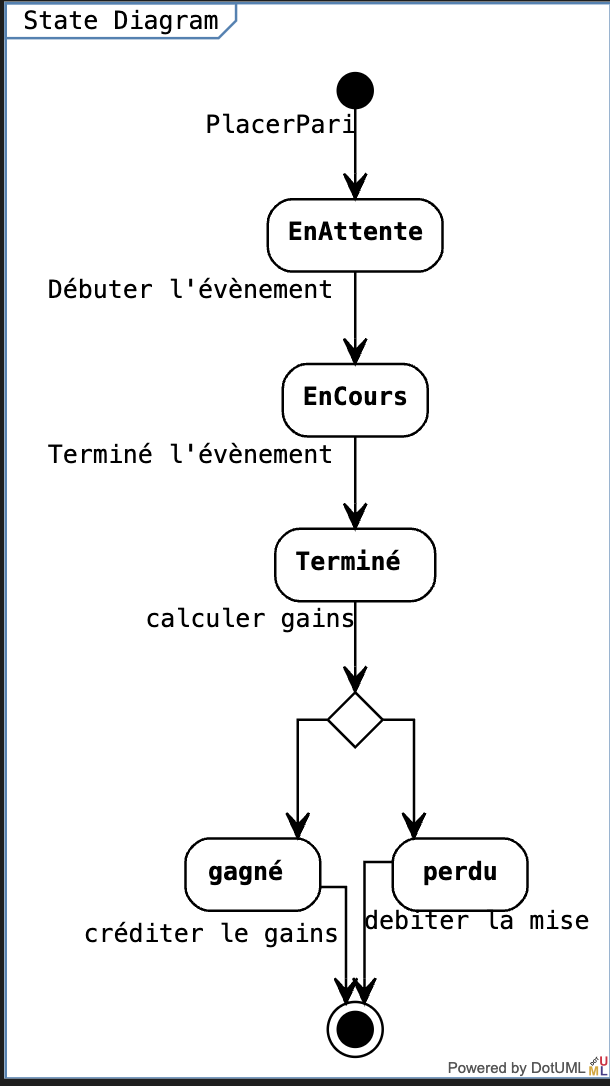 State Diagram
PlacerPari
EnAttente
Débuter l'évènement
EnCours
Terminé l'évènement
Terminé
calculer gains
gagné
perdu
créditer le gains
debiter la mise
Powered by DotUML
U
M L